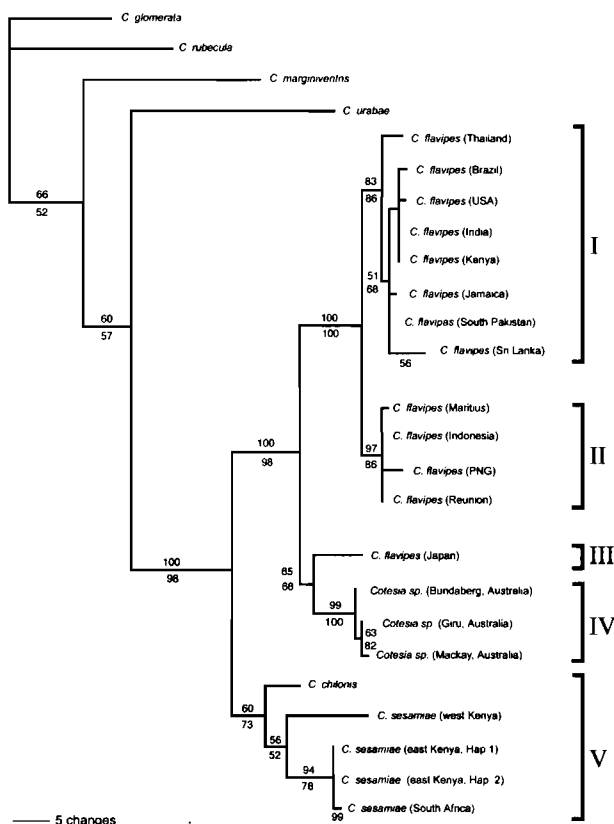 C glomerata
C rubecula
C marginiventris
C urabae
C flavipes (Thailand)
83
C flavipes (Brazil)
86
C flavipes (USA)
66
52
C. flavipes (India)
I
C. flavipes (Kenya)
51
68
C. flavipes (Jamaica)
C. flavipas (South Pakistan)
60
57
100
100
C flavipes (Sri Lanka)
56
C flavipes (Maritius)
C. flavipes (Indonesia)
II
97
86
C. flavipes (PNG)
C. flavipes (Reunion)
100
98
C. flavipes (Japan)
III
100
98
65
68
Cotesia sp. (Bundaberg, Australia)
99
100
Cotesia sp (Giru, Australia)
IV
63
82
Cotesia sp. (Mackay, Australia)
C chilonis
60
73
C. sesamiae (west Kenya)
56
52
C. sesamiae (east Kenya, Hap 1)
V
94
78
C. sesamiae (east Kenya, Hap 2)
C sesamiae (South Africa)
99
5 changes